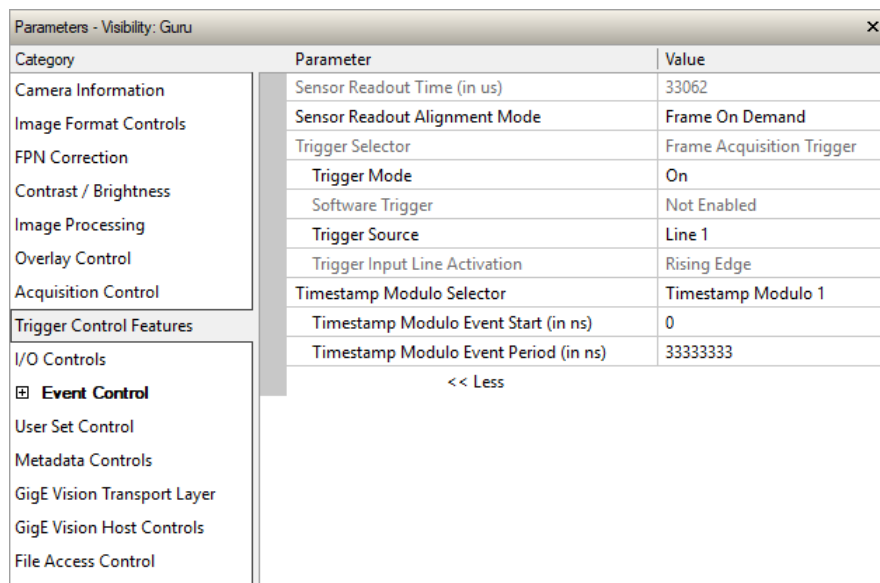 Parameters - Visibility: Guru
Category
Parameter Value
Camera Information
Sensor Readout Time (in us) 33062
Image Format Controls
Sensor Readout Alignment Mode Frame On Demand
FPN Correction
Trigger Selector Frame Acquisition Trigger
Contrast / Brightness
Trigger Mode On
Image Processing
Software Trigger Not Enabled
Overlay Control
Trigger Source Line 1
Acquisition Control
Trigger Input Line Activation Rising Edge
Trigger Control Features
Timestamp Modulo Selector Timestamp Modulo 1
I/O Controls
Timestamp Modulo Event Start (in ns) 0
Event Control
Timestamp Modulo Event Period (in ns) 33333333
<< Less
User Set Control
Metadata Controls
GigE Vision Transport Layer
GigE Vision Host Controls
File Access Control